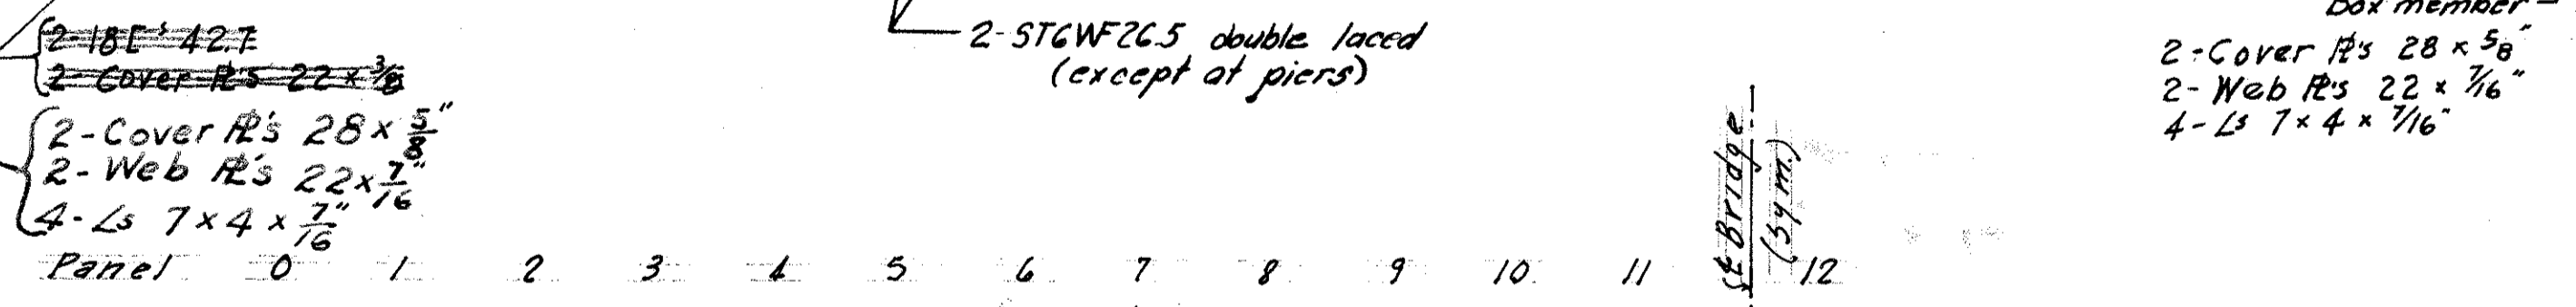 2-18[s 42.7
2-Cover ℄'s 22 x 3/8
2-Cover ℄'s 28 x 5/8"
2-Web ℄'s 22 x 7/16"
4-∠s 7 x 4 x 7/16"
2-ST6WF26.5 double laced
(except at piers)
℄ Bridge
(sym.)
Box member-
2-Cover ℄'s 28 x 5/8"
2-Web ℄'s 22 x 7/16"
4-∠s 7 x 4 x 7/16"
Panel 0 1 2 3 4 5 6 7 8 9 10 11 12